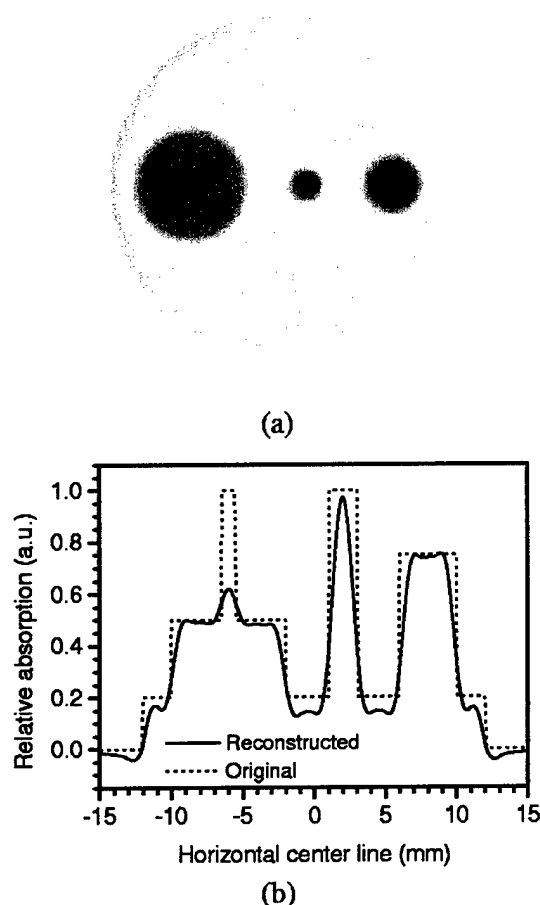 (a)
1.0
0.8
0.6
0.4
0.2
0.0
Relative absorption (a.u.)
Reconstructed
Original
-15 -10 -5 0 5 10 15
Horizontal center line (mm)
(b)